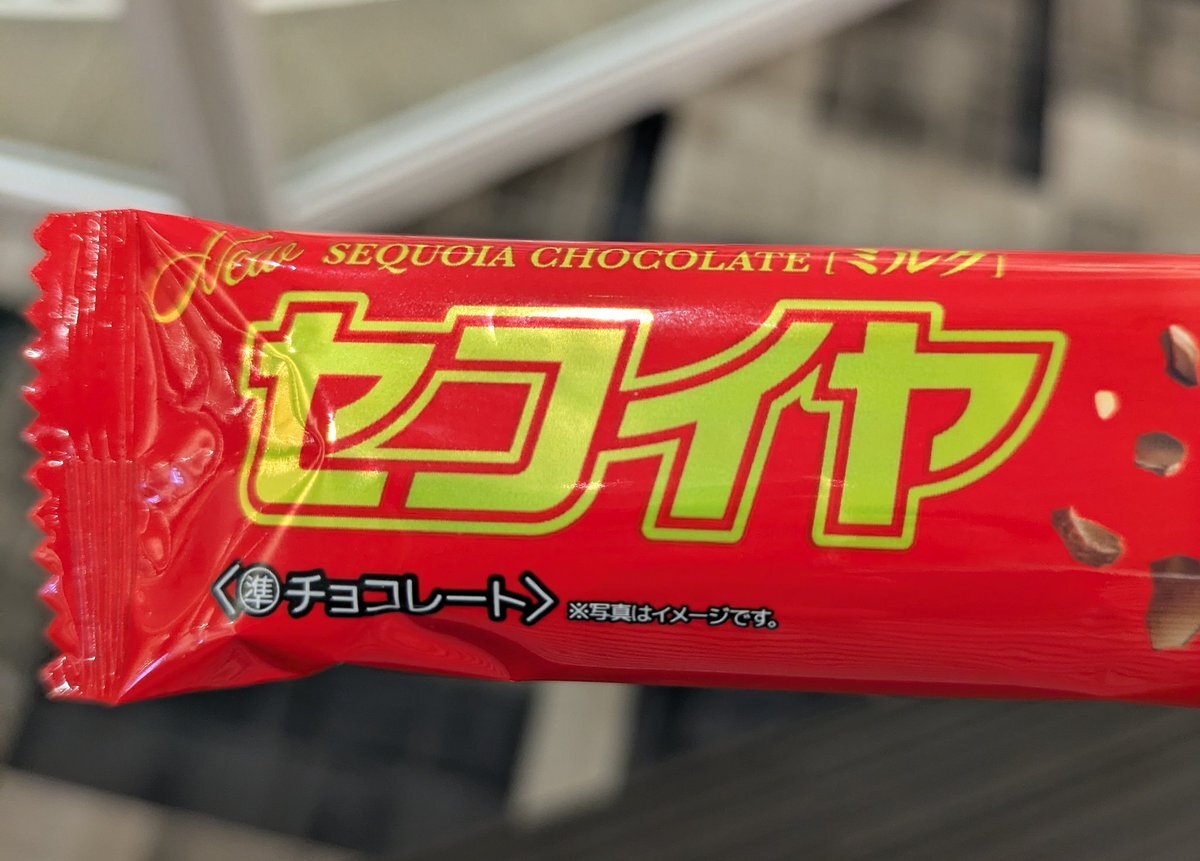 New SEQUOIA CHOCOLATE [ミルク]
セコイヤ
〈㊜チョコレート〉 ※写真はイメージです。